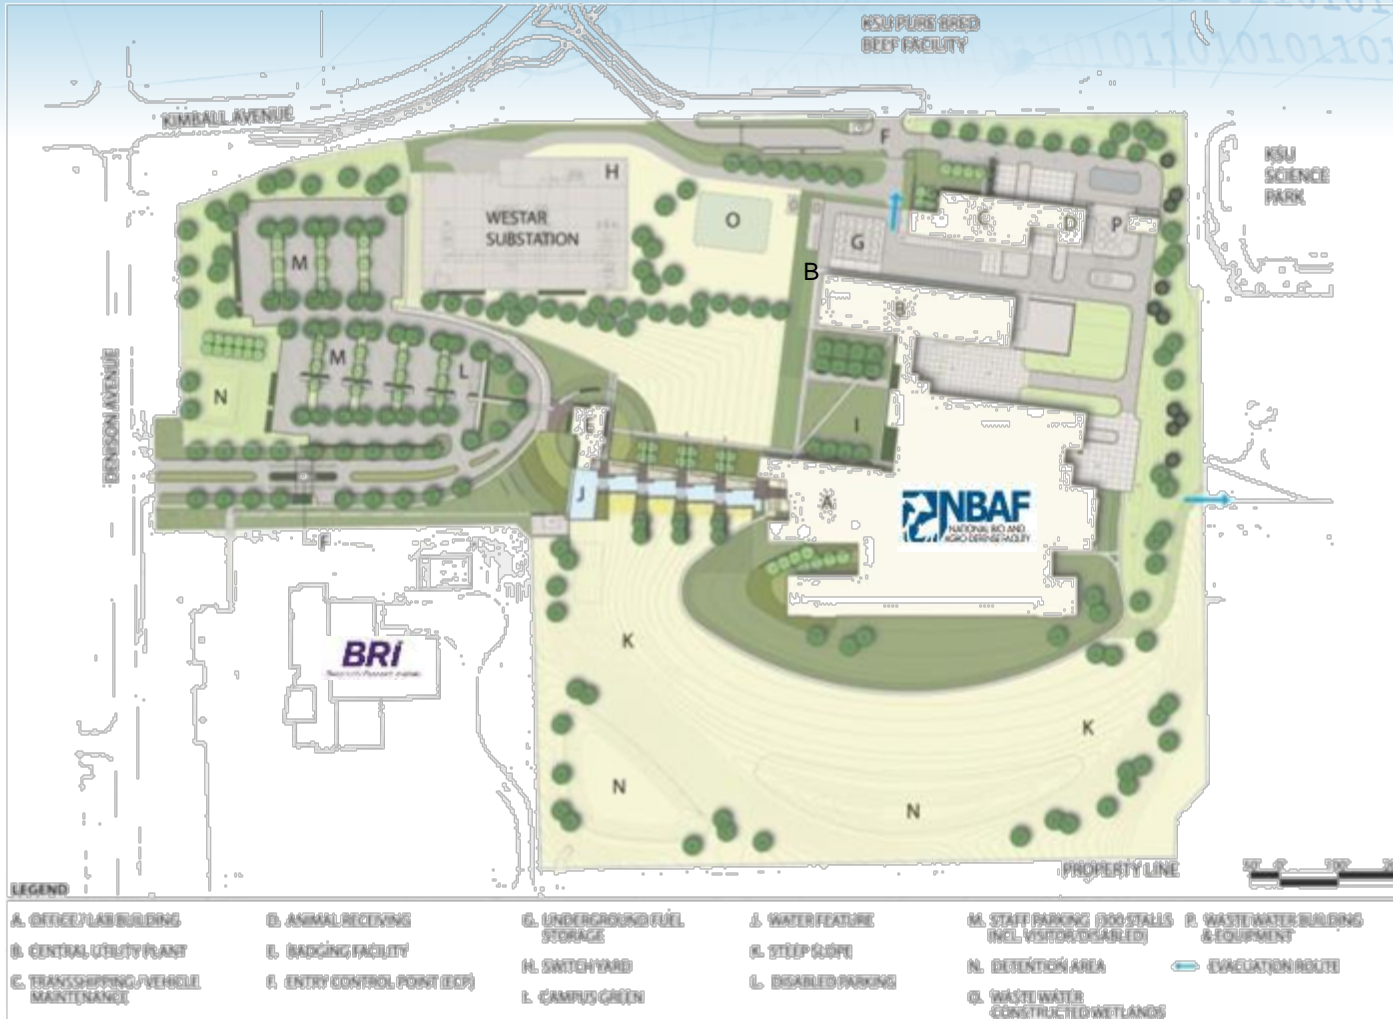 KSU PURE BRED
BEEF FACILITY
KIMBALL AVENUE
F
KSU
SCIENCE
PARK
H
WESTAR
SUBSTATION
O
C
D
P
G
B
B
M
M
L
N
DENISON AVENUE
E
I
J
A
NBAF
NATIONAL BIO AND
AGRO-DEFENSE FACILITY
F
BRi
K
K
N
N
PROPERTY LINE
LEGEND
A. OFFICE / LAB BUILDING
B. CENTRAL UTILITY PLANT
C. TRANSSHIPPING / VEHICLE
MAINTENANCE
D. ANIMAL RECEIVING
E. BADGING FACILITY
F. ENTRY CONTROL POINT (ECP)
G. UNDERGROUND FUEL
STORAGE
H. SWITCH YARD
I. CAMPUS GREEN
J. WATER FEATURE
K. STEEP SLOPE
L. DISABLED PARKING
M. STAFF PARKING (300 STALLS
INCL. VISITOR/DISABLED)
N. DETENTION AREA
O. WASTE WATER
CONSTRUCTED WETLANDS
P. WASTE WATER BUILDING
& EQUIPMENT
EVACUATION ROUTE